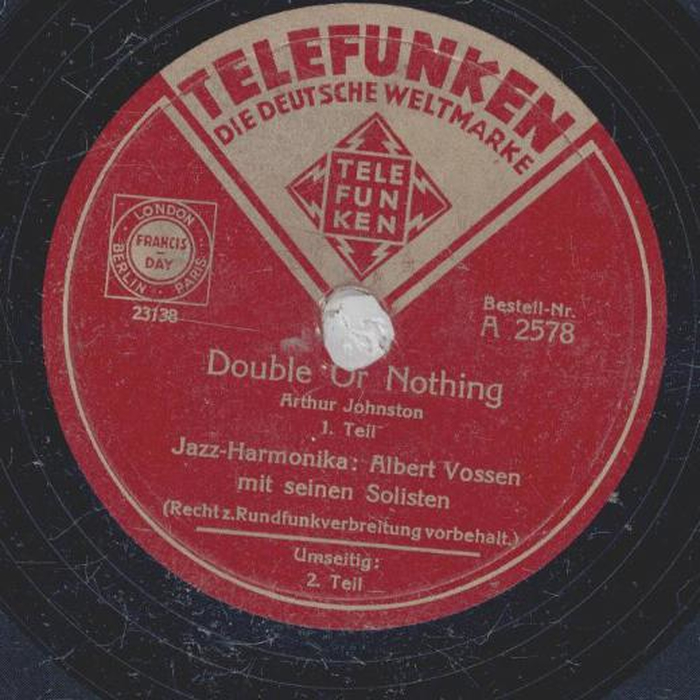 TELEFUNKEN
DIE DEUTSCHE WELTMARKE
TELE
FUN
KEN
LONDON
FRANCIS
DAY
BERLIN PARIS
23138
Bestell-Nr.
A 2578
Double Or Nothing
Arthur Johnston
1. Teil
Jazz-Harmonika: Albert Vossen
mit seinen Solisten
(Recht z.Rundfunkverbreitung vorbehalt.)
Umseitig:
2. Teil